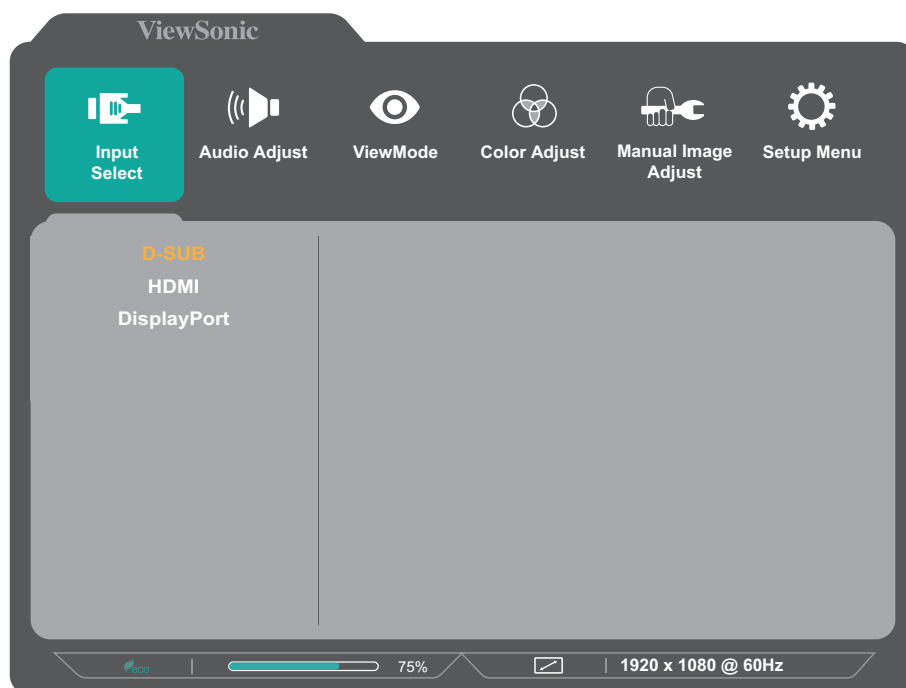 ViewSonic
Input
Select
Audio Adjust
ViewMode
Color Adjust
Manual Image
Adjust
Setup Menu
D-SUB
HDMI
DisplayPort
eco
75%
1920 x 1080 @ 60Hz